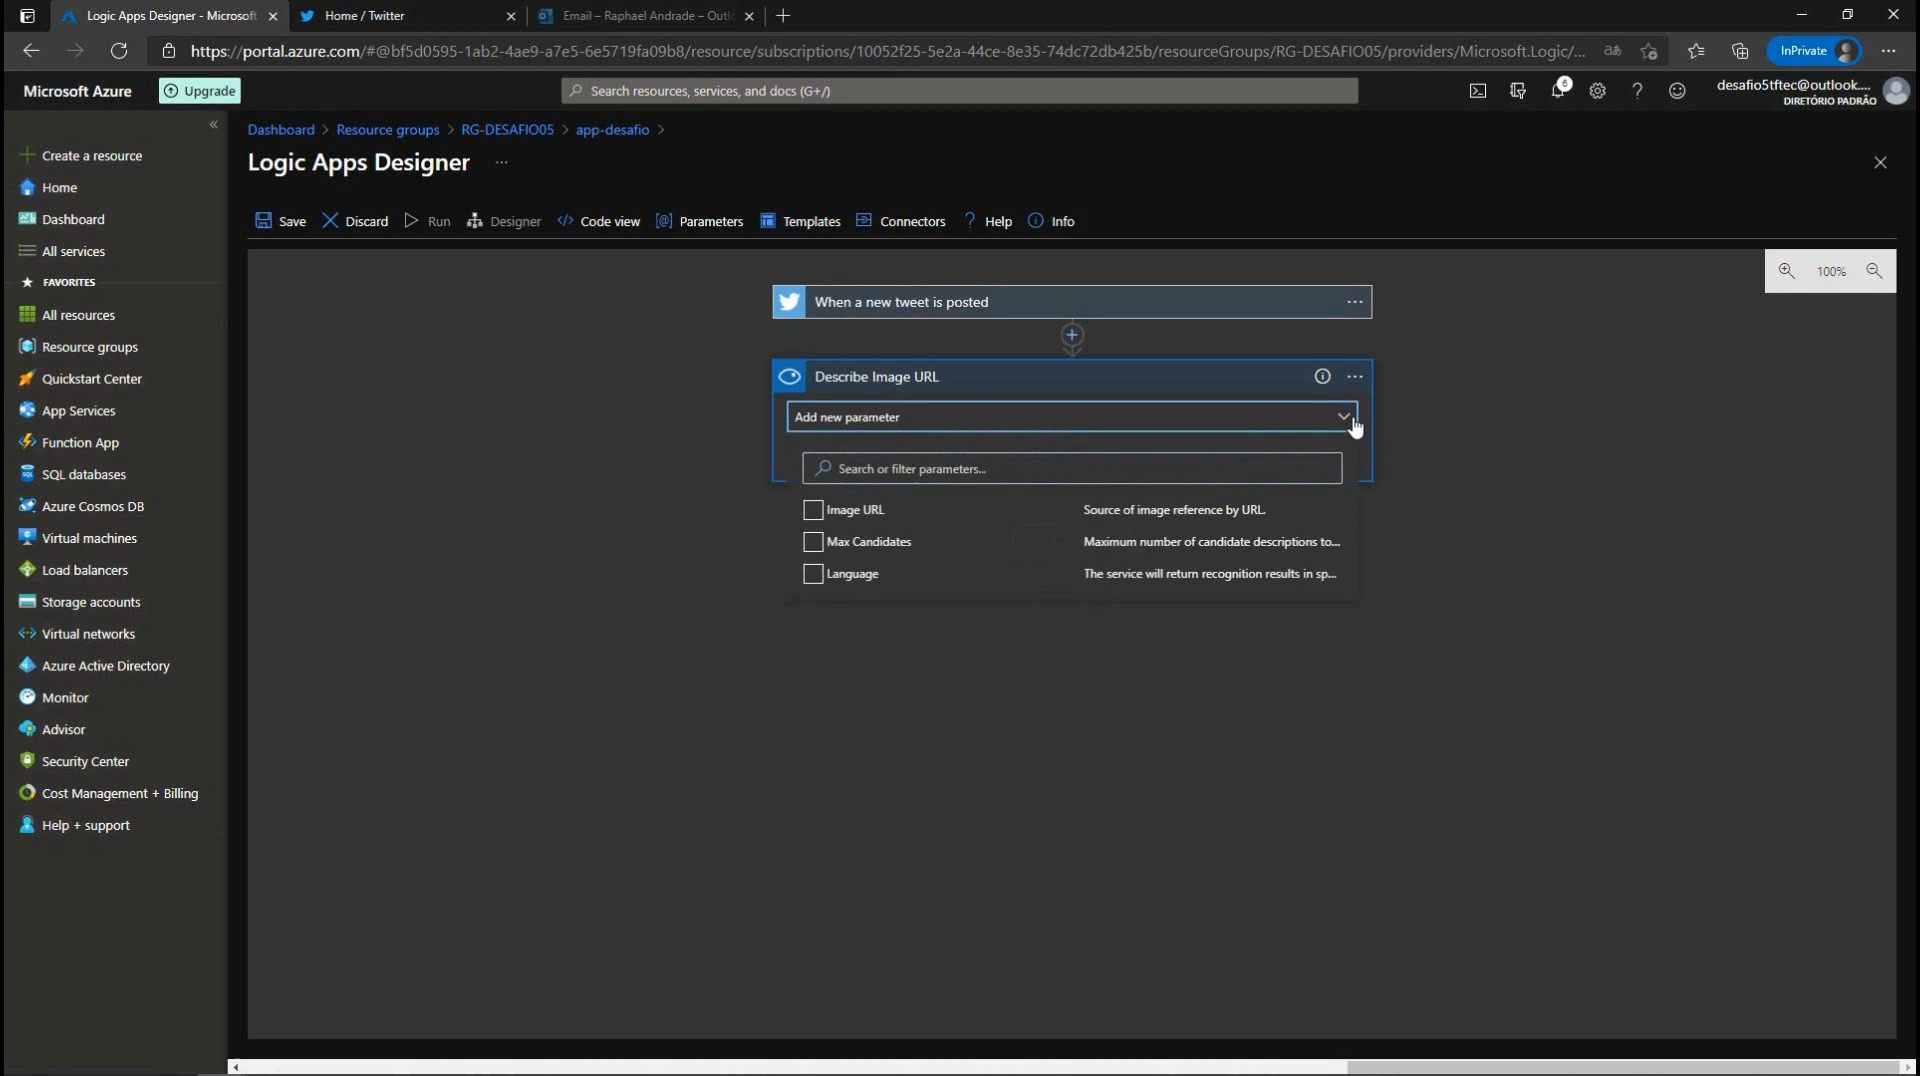 Logic Apps Designer - Microsoft
Home / Twitter
Email – Raphael Andrade – Outl
https://portal.azure.com/#@bf5d0595-1ab2-4ae9-a7e5-6e5719fa09b8/resource/subscriptions/10052f25-5e2a-44ce-8e35-74dc72db425b/resourceGroups/RG-DESAFIO05/providers/Microsoft.Logic/...
InPrivate
Microsoft Azure
Upgrade
Search resources, services, and docs (G+/)
6
desafio5tftec@outlook....
DIRETÓRIO PADRÃO
Dashboard > Resource groups > RG-DESAFIO05 > app-desafio >
Logic Apps Designer ...
Create a resource
Home
Dashboard
All services
FAVORITES
All resources
Resource groups
Quickstart Center
App Services
Function App
SQL databases
Azure Cosmos DB
Virtual machines
Load balancers
Storage accounts
Virtual networks
Azure Active Directory
Monitor
Advisor
Security Center
Cost Management + Billing
Help + support
Save Discard Run Designer Code view Parameters Templates Connectors Help Info
100%
When a new tweet is posted
Describe Image URL
Add new parameter
Search or filter parameters...
Image URL Source of image reference by URL.
Max Candidates Maximum number of candidate descriptions to...
Language The service will return recognition results in sp...